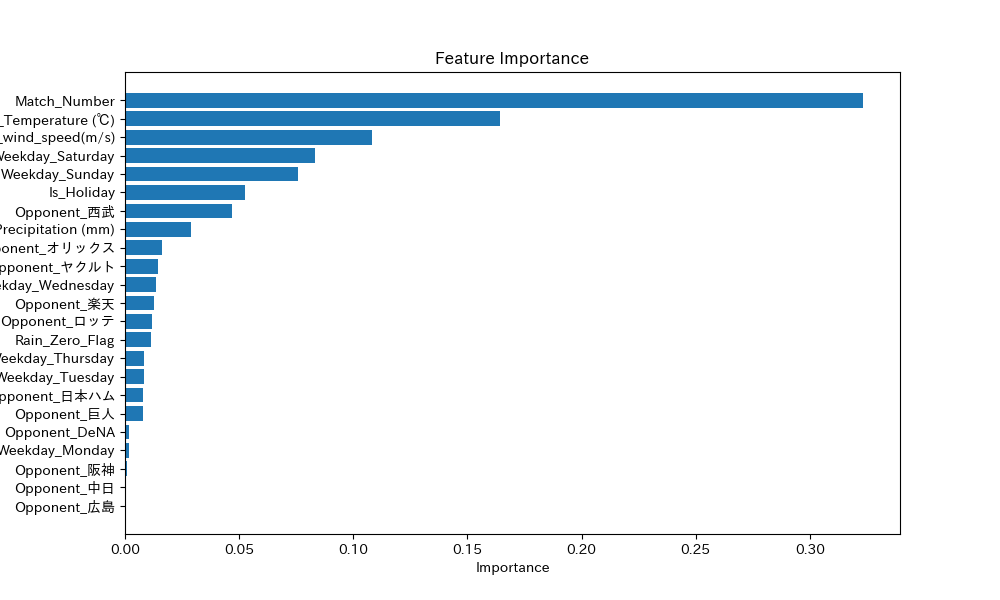 Feature Importance
Match_Number
_Temperature (℃)
_wind_speed(m/s)
Weekday_Saturday
Weekday_Sunday
Is_Holiday
Opponent_西武
Precipitation (mm)
ponent_オリックス
pponent_ヤクルト
ekday_Wednesday
Opponent_楽天
Opponent_ロッテ
Rain_Zero_Flag
Weekday_Thursday
Weekday_Tuesday
pponent_日本ハム
Opponent_巨人
Opponent_DeNA
Weekday_Monday
Opponent_阪神
Opponent_中日
Opponent_広島
0.00 0.05 0.10 0.15 0.20 0.25 0.30
Importance